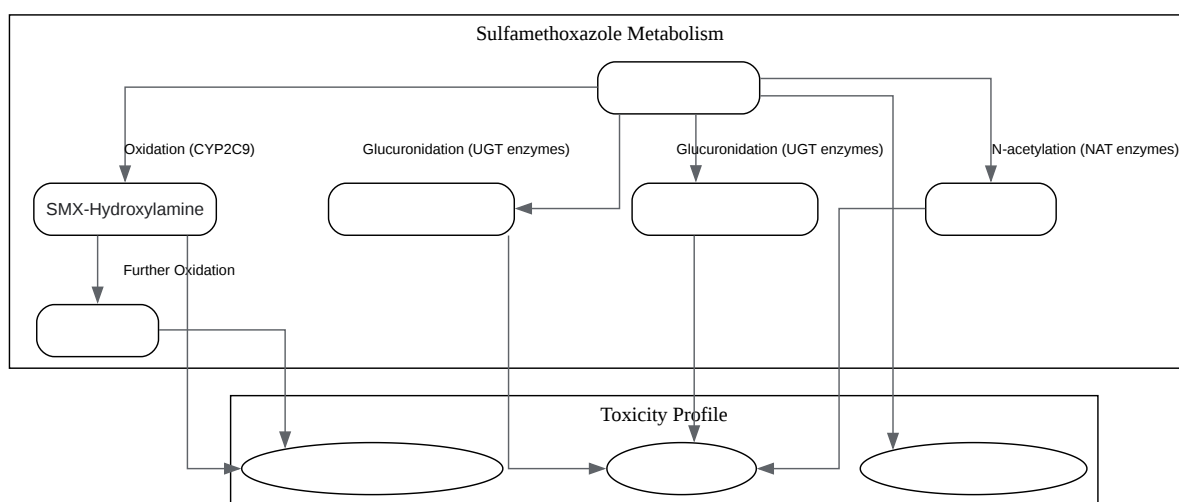 Sulfamethoxazole Metabolism
Oxidation (CYP2C9)
Glucuronidation (UGT enzymes)
Glucuronidation (UGT enzymes)
N-acetylation (NAT enzymes)
SMX-Hydroxylamine
Further Oxidation
Toxicity Profile